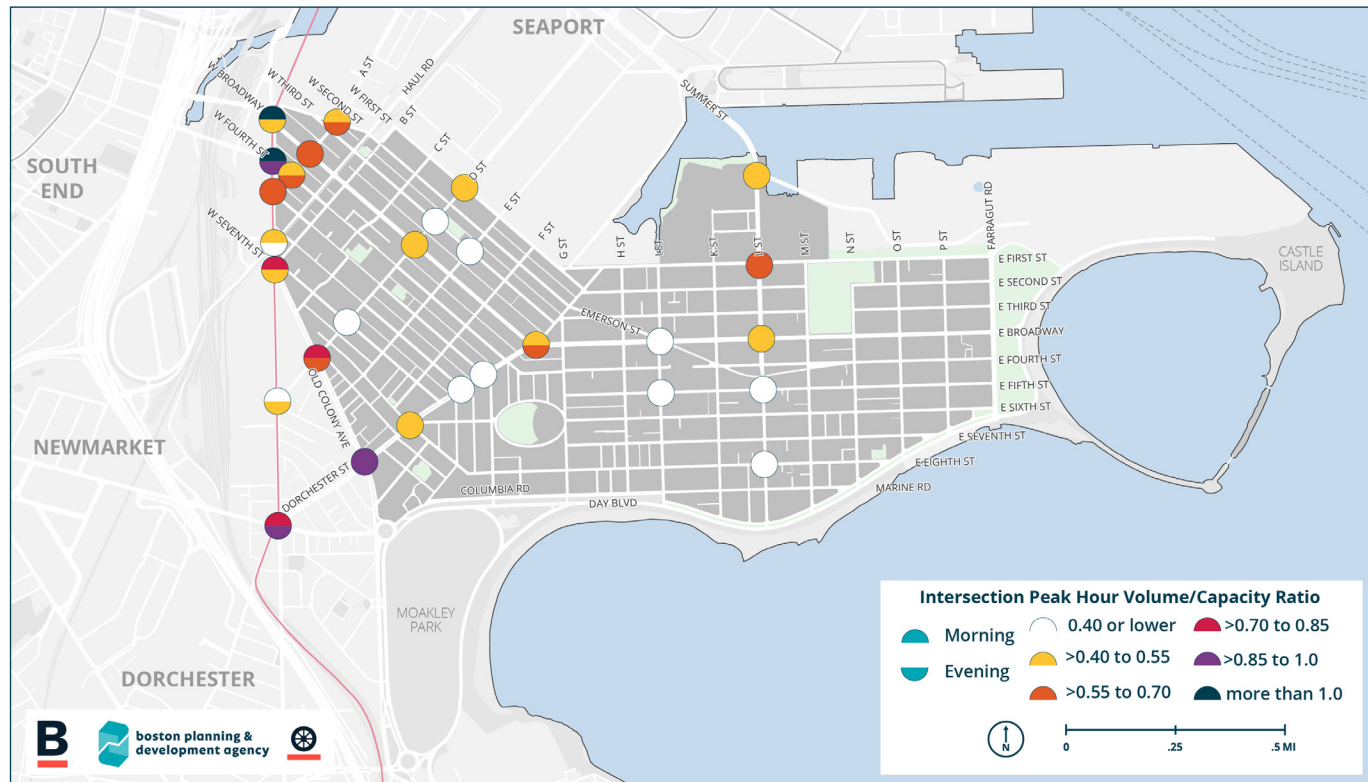 SEAPORT
A ST
HAUL RD
W BROADWAY
W THIRD ST
W SECOND ST
W FIRST ST
B ST
W FOURTH ST
C ST
D ST
E ST
F ST
SUMMER ST
SOUTH
END
W SEVENTH ST
G ST
H ST
I ST
K ST
L ST
M ST
N ST
O ST
P ST
FARRAGUT RD
E FIRST ST
CASTLE
ISLAND
E SECOND ST
E THIRD ST
EMERSON ST
E BROADWAY
E FOURTH ST
E FIFTH ST
E SIXTH ST
OLD COLONY AVE
NEWMARKET
E SEVENTH ST
E EIGHTH ST
DORCHESTER ST
COLUMBIA RD
MARINE RD
DAY BLVD
MOAKLEY
PARK
DORCHESTER
Intersection Peak Hour Volume/Capacity Ratio
Morning
Evening
0.40 or lower
>0.40 to 0.55
>0.55 to 0.70
>0.70 to 0.85
>0.85 to 1.0
more than 1.0
N
0 .25 .5 MI
B
boston planning &
development agency